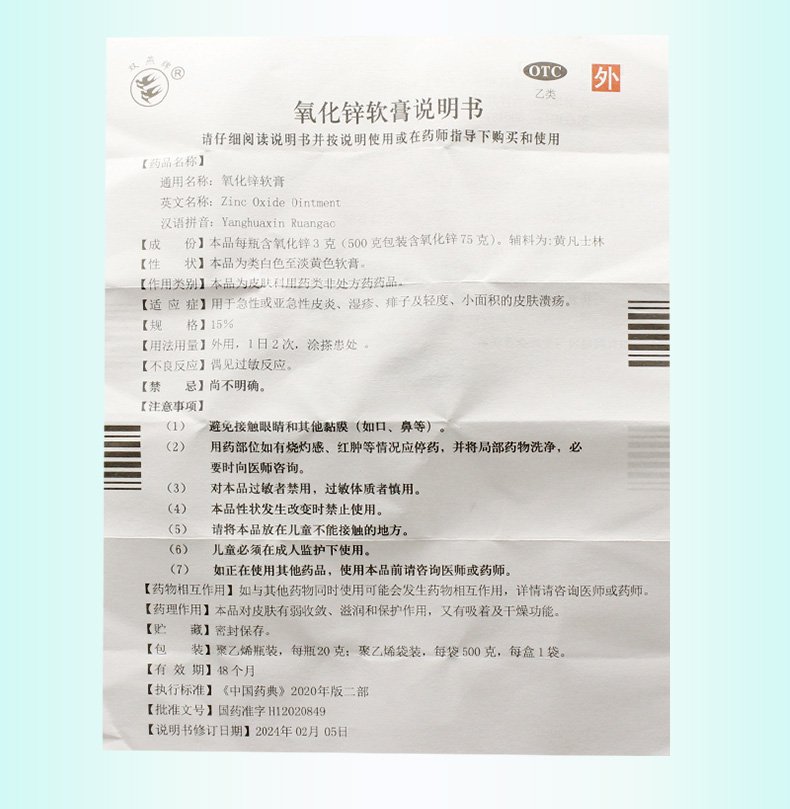 双燕牌®
OTC
乙类
外
氧化锌软膏说明书
请仔细阅读说明书并按说明使用或在药师指导下购买和使用
【药品名称】
通用名称：氧化锌软膏
英文名称：Zinc Oxide Ointment
汉语拼音：Yanghuaxin Ruangao
【成 份】本品每瓶含氧化锌3克（500克包装含氧化锌75克）。辅料为:黄凡士林
【性 状】本品为类白色至淡黄色软膏。
【作用类别】本品为皮肤科用药类非处方药药品。
【适 应 症】用于急性或亚急性皮炎、湿疹、痱子及轻度、小面积的皮肤溃疡。
【规 格】15%
【用法用量】外用，1日2次，涂搽患处 。
【不良反应】偶见过敏反应。
【禁 忌】尚不明确。
【注意事项】
（1） 避免接触眼睛和其他黏膜（如口、鼻等）。
（2） 用药部位如有烧灼感、红肿等情况应停药，并将局部药物洗净，必
要时向医师咨询。
（3） 对本品过敏者禁用，过敏体质者慎用。
（4） 本品性状发生改变时禁止使用。
（5） 请将本品放在儿童不能接触的地方。
（6） 儿童必须在成人监护下使用。
（7） 如正在使用其他药品，使用本品前请咨询医师或药师。
【药物相互作用】如与其他药物同时使用可能会发生药物相互作用，详情请咨询医师或药师。
【药理作用】本品对皮肤有弱收敛、滋润和保护作用，又有吸着及干燥功能。
【贮 藏】密封保存。
【包 装】聚乙烯瓶装，每瓶20克；聚乙烯袋装，每袋500克，每盒1袋。
【有 效 期】48个月
【执行标准】《中国药典》2020年版二部
【批准文号】国药准字H12020849
【说明书修订日期】2024年02月05日